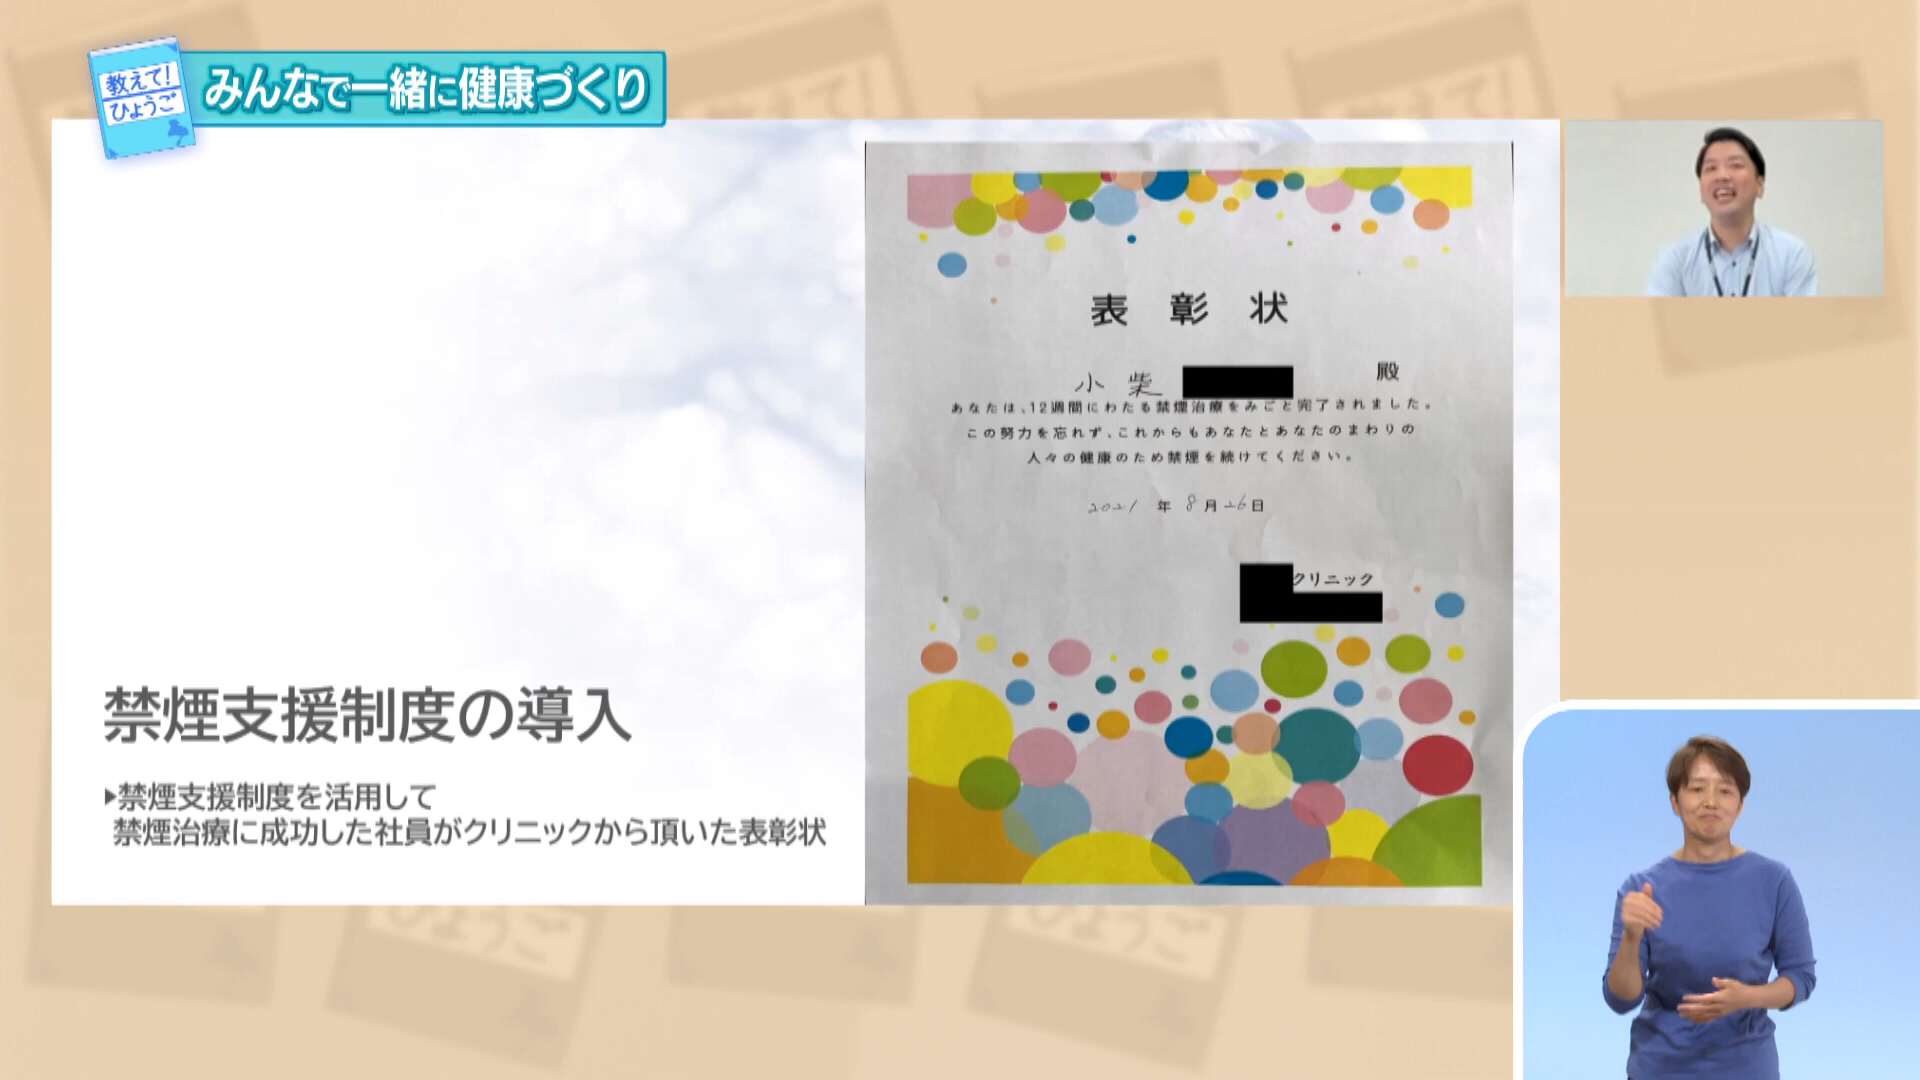 教えて!
ひょうご
みんなで一緒に健康づくり
表彰状
小柴 殿
あなたは、12週間にわたる禁煙治療をみごと完了されました。
この努力を忘れず、これからもあなたとあなたのまわりの
人々の健康のため禁煙を続けてください。
2021年8月26日
クリニック
禁煙支援制度の導入
▶禁煙支援制度を活用して
禁煙治療に成功した社員がクリニックから頂いた表彰状